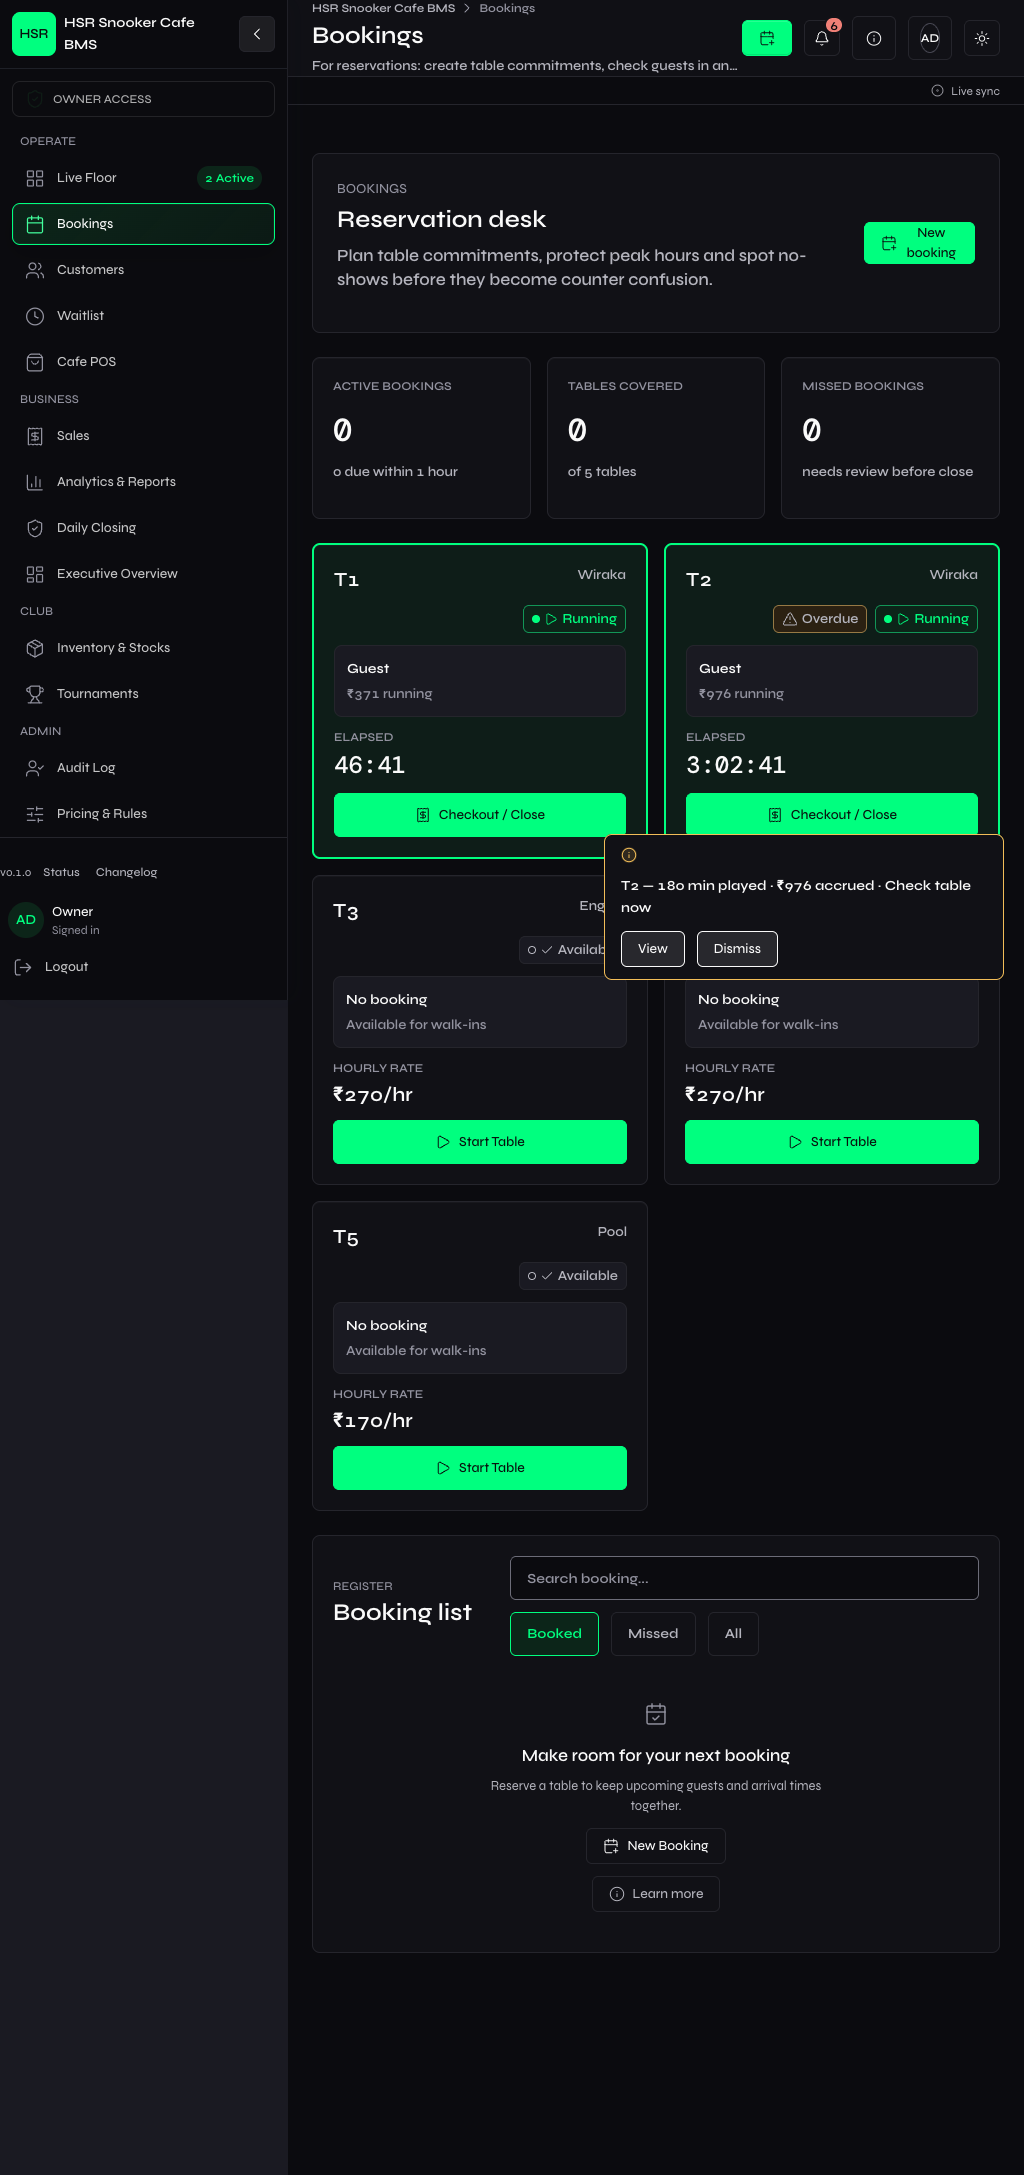 HSR
HSR Snooker Cafe
BMS
OWNER ACCESS
OPERATE
Live Floor
2 Active
Bookings
Customers
Waitlist
Cafe POS
BUSINESS
Sales
Analytics & Reports
Daily Closing
Executive Overview
CLUB
Inventory & Stocks
Tournaments
ADMIN
Audit Log
Pricing & Rules
v0.1.0 Status Changelog
AD
Owner
Signed in
Logout
HSR Snooker Cafe BMS > Bookings
Bookings
For reservations: create table commitments, check guests in an...
6
AD
Live sync
BOOKINGS
Reservation desk
Plan table commitments, protect peak hours and spot no-
shows before they become counter confusion.
New
booking
ACTIVE BOOKINGS
0
0 due within 1 hour
TABLES COVERED
0
of 5 tables
MISSED BOOKINGS
0
needs review before close
T1
Wiraka
Running
Guest
₹371 running
ELAPSED
46:41
Checkout / Close
T2
Wiraka
Overdue
Running
Guest
₹976 running
ELAPSED
3:02:41
Checkout / Close
T2 — 180 min played · ₹976 accrued · Check table
now
View
Dismiss
T3
No booking
Available for walk-ins
HOURLY RATE
₹270/hr
Start Table
No booking
Available for walk-ins
HOURLY RATE
₹270/hr
Start Table
T5
Pool
Available
No booking
Available for walk-ins
HOURLY RATE
₹170/hr
Start Table
REGISTER
Booking list
Search booking...
Booked
Missed
All
Make room for your next booking
Reserve a table to keep upcoming guests and arrival times
together.
New Booking
Learn more